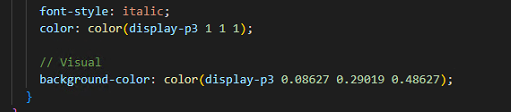 font-style: italic;
color: color(display-p3 1 1 1);
// Visual
background-color: color(display-p3 0.08627 0.29019 0.48627);
}